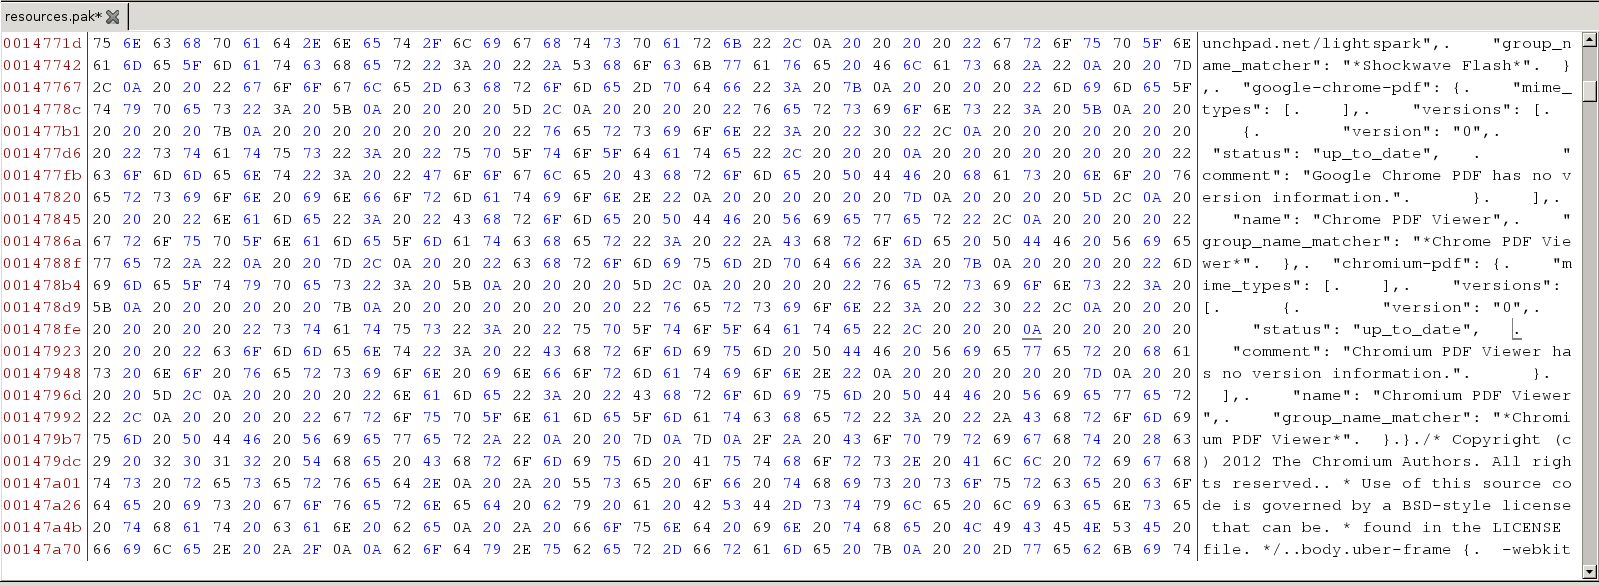 resources.pak*
0014771d 75 6E 63 68 70 61 64 2E 6E 65 74 2F 6C 69 67 68 74 73 70 61 72 6B 22 2C 0A 20 20 20 20 22 67 72 6F 75 70 5F 6E unchpad.net/lightspark",.    "group_n
00147742 61 6D 65 5F 6D 61 74 63 68 65 72 22 3A 20 22 2A 53 68 6F 63 6B 77 61 76 65 20 46 6C 61 73 68 2A 22 0A 20 20 7D ame_matcher": "*Shockwave Flash*".  }
00147767 2C 0A 20 20 22 67 6F 6F 67 6C 65 2D 63 68 72 6F 6D 65 2D 70 64 66 22 3A 20 7B 0A 20 20 20 20 22 6D 69 6D 65 5F ,.  "google-chrome-pdf": {.    "mime_
0014778c 74 79 70 65 73 22 3A 20 5B 0A 20 20 20 20 5D 2C 0A 20 20 20 20 22 76 65 72 73 69 6F 6E 73 22 3A 20 5B 0A 20 20 types": [.    ],.    "versions": [.
001477b1 20 20 20 20 7B 0A 20 20 20 20 20 20 20 20 22 76 65 72 73 69 6F 6E 22 3A 20 22 30 22 2C 0A 20 20 20 20 20 20 20     {.        "version": "0",.
001477d6 20 22 73 74 61 74 75 73 22 3A 20 22 75 70 5F 74 6F 5F 64 61 74 65 22 2C 20 20 20 0A 20 20 20 20 20 20 20 20 22  "status": "up_to_date",   .        "
001477fb 63 6F 6D 6D 65 6E 74 22 3A 20 22 47 6F 6F 67 6C 65 20 43 68 72 6F 6D 65 20 50 44 46 20 68 61 73 20 6E 6F 20 76 comment": "Google Chrome PDF has no v
00147820 65 72 73 69 6F 6E 20 69 6E 66 6F 72 6D 61 74 69 6F 6E 2E 22 0A 20 20 20 20 20 20 7D 0A 20 20 20 20 5D 2C 0A 20 ersion information.".      }.    ],.
00147845 20 20 20 22 6E 61 6D 65 22 3A 20 22 43 68 72 6F 6D 65 20 50 44 46 20 56 69 65 77 65 72 22 2C 0A 20 20 20 20 22    "name": "Chrome PDF Viewer",.    "
0014786a 67 72 6F 75 70 5F 6E 61 6D 65 5F 6D 61 74 63 68 65 72 22 3A 20 22 2A 43 68 72 6F 6D 65 20 50 44 46 20 56 69 65 group_name_matcher": "*Chrome PDF Vie
0014788f 77 65 72 2A 22 0A 20 20 7D 2C 0A 20 20 22 63 68 72 6F 6D 69 75 6D 2D 70 64 66 22 3A 20 7B 0A 20 20 20 20 22 6D wer*".  },.  "chromium-pdf": {.    "m
001478b4 69 6D 65 5F 74 79 70 65 73 22 3A 20 5B 0A 20 20 20 20 5D 2C 0A 20 20 20 20 22 76 65 72 73 69 6F 6E 73 22 3A 20 ime_types": [.    ],.    "versions":
001478d9 5B 0A 20 20 20 20 20 20 7B 0A 20 20 20 20 20 20 20 20 22 76 65 72 73 69 6F 6E 22 3A 20 22 30 22 2C 0A 20 20 20 [.      {.        "version": "0",.
001478fe 20 20 20 20 20 22 73 74 61 74 75 73 22 3A 20 22 75 70 5F 74 6F 5F 64 61 74 65 22 2C 20 20 20 0A 20 20 20 20 20      "status": "up_to_date",   .
00147923 20 20 20 22 63 6F 6D 6D 65 6E 74 22 3A 20 22 43 68 72 6F 6D 69 75 6D 20 50 44 46 20 56 69 65 77 65 72 20 68 61    "comment": "Chromium PDF Viewer ha
00147948 73 20 6E 6F 20 76 65 72 73 69 6F 6E 20 69 6E 66 6F 72 6D 61 74 69 6F 6E 2E 22 0A 20 20 20 20 20 20 7D 0A 20 20 s no version information.".      }.
0014796d 20 20 5D 2C 0A 20 20 20 20 22 6E 61 6D 65 22 3A 20 22 43 68 72 6F 6D 69 75 6D 20 50 44 46 20 56 69 65 77 65 72   ],.    "name": "Chromium PDF Viewer
00147992 22 2C 0A 20 20 20 20 22 67 72 6F 75 70 5F 6E 61 6D 65 5F 6D 61 74 63 68 65 72 22 3A 20 22 2A 43 68 72 6F 6D 69 ",.    "group_name_matcher": "*Chromi
001479b7 75 6D 20 50 44 46 20 56 69 65 77 65 72 2A 22 0A 20 20 7D 0A 7D 0A 2F 2A 20 43 6F 70 79 72 69 67 68 74 20 28 63 um PDF Viewer*".  }.}./* Copyright (c
001479dc 29 20 32 30 31 32 20 54 68 65 20 43 68 72 6F 6D 69 75 6D 20 41 75 74 68 6F 72 73 2E 20 41 6C 6C 20 72 69 67 68 ) 2012 The Chromium Authors. All righ
00147a01 74 73 20 72 65 73 65 72 76 65 64 2E 0A 20 2A 20 55 73 65 20 6F 66 20 74 68 69 73 20 73 6F 75 72 63 65 20 63 6F ts reserved.. * Use of this source co
00147a26 64 65 20 69 73 20 67 6F 76 65 72 6E 65 64 20 62 79 20 61 20 42 53 44 2D 73 74 79 6C 65 20 6C 69 63 65 6E 73 65 de is governed by a BSD-style license
00147a4b 20 74 68 61 74 20 63 61 6E 20 62 65 0A 20 2A 20 66 6F 75 6E 64 20 69 6E 20 74 68 65 20 4C 49 43 45 4E 53 45 20  that can be. * found in the LICENSE
00147a70 66 69 6C 65 2E 20 2A 2F 0A 0A 62 6F 64 79 2E 75 62 65 72 2D 66 72 61 6D 65 20 7B 0A 20 20 2D 77 65 62 6B 69 74 file. */..body.uber-frame {.  -webkit